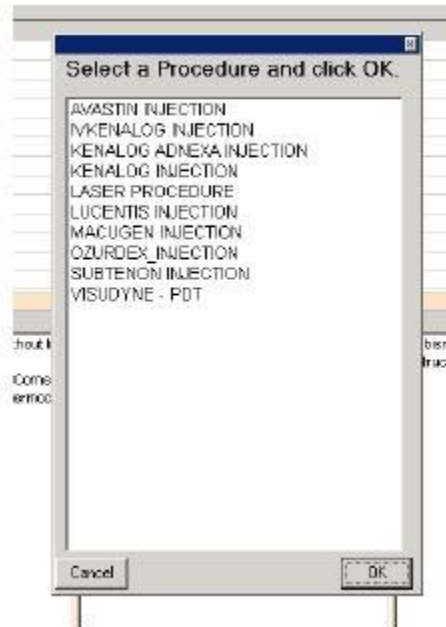 Select a Procedure and click OK.
AVASTIN INJECTION
IVKENALOG INJECTION
KENALOG ADNEXA INJECTION
KENALOG INJECTION
LASER PROCEDURE
LUCENTIS INJECTION
MACUGEN INJECTION
OZURDEX_INJECTION
SUBTENON INJECTION
VISUDYNE - PDT
Cancel
OK